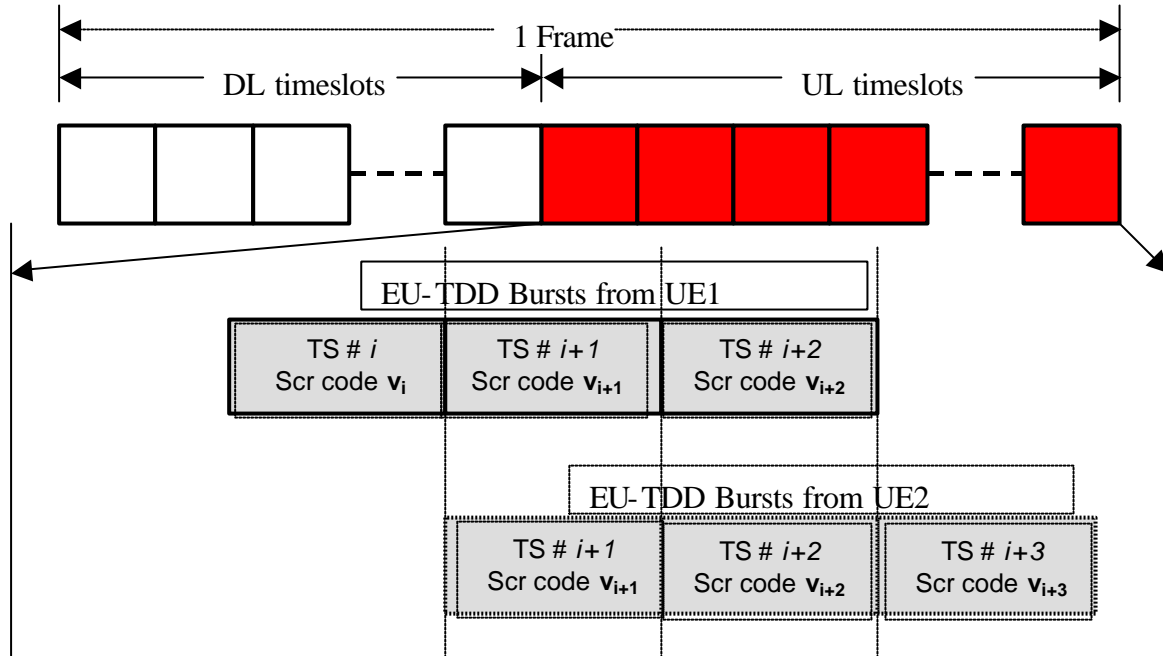 1 Frame
DL timeslots
UL timeslots
EU-TDD Bursts from UE1
TS # i
Scr code vi
TS # i+1
Scr code vi+1
TS # i+2
Scr code vi+2
EU-TDD Bursts from UE2
TS # i+1
Scr code vi+1
TS # i+2
Scr code vi+2
TS # i+3
Scr code vi+3